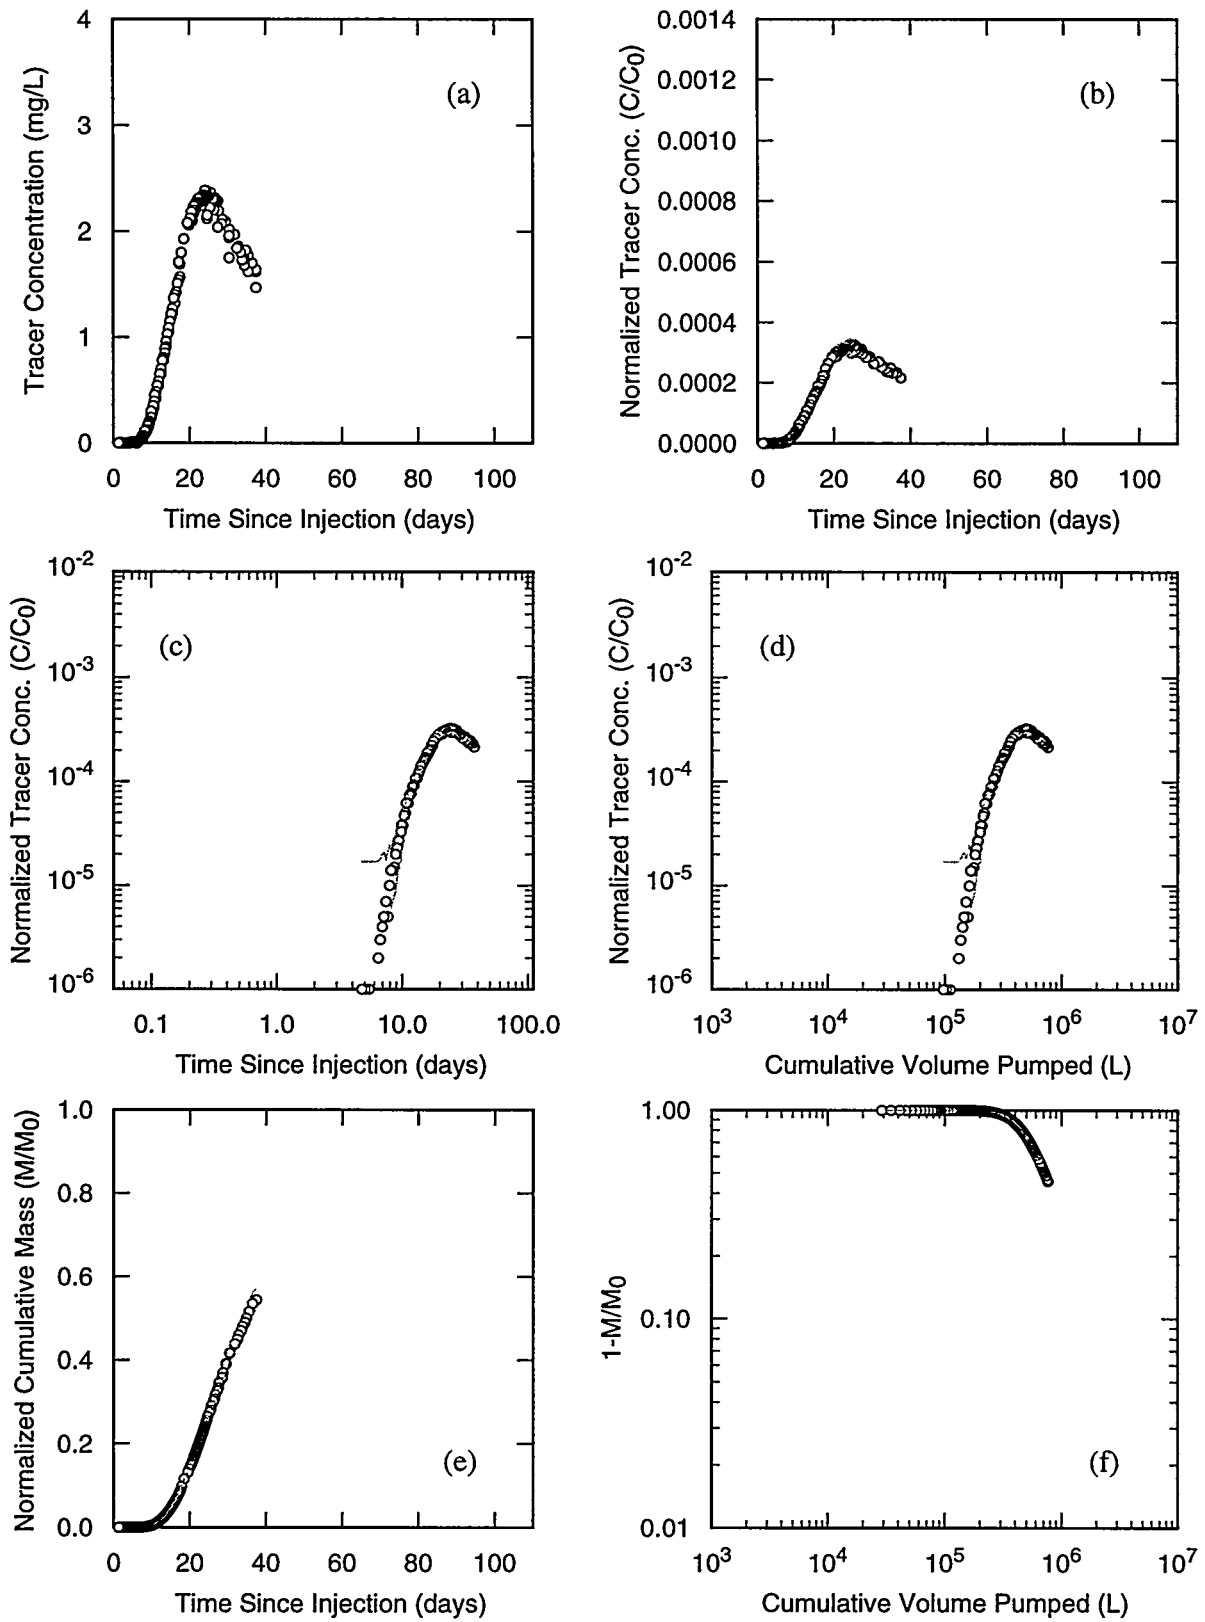 Tracer Concentration (mg/L)
4
3
2
1
0
(a)
0 20 40 60 80 100
Time Since Injection (days)
Normalized Tracer Conc. (C/C0)
0.0014
0.0012
0.0010
0.0008
0.0006
0.0004
0.0002
0.0000
(b)
0 20 40 60 80 100
Time Since Injection (days)
Normalized Tracer Conc. (C/C0)
10-2
10-3
10-4
10-5
10-6
(c)
0.1 1.0 10.0 100.0
Time Since Injection (days)
Normalized Tracer Conc. (C/C0)
10-2
10-3
10-4
10-5
10-6
(d)
103 104 105 106 107
Cumulative Volume Pumped (L)
Normalized Cumulative Mass (M/M0)
1.0
0.8
0.6
0.4
0.2
0.0
(e)
0 20 40 60 80 100
Time Since Injection (days)
1-M/M0
1.00
0.10
0.01
(f)
103 104 105 106 107
Cumulative Volume Pumped (L)